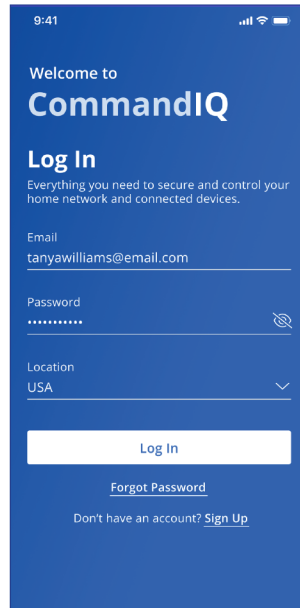 9:41
Welcome to
CommandIQ
Log In
Everything you need to secure and control your
home network and connected devices.
Email
tanyawilliams@email.com
Password
•••••••••••
Location
USA
Log In
Forgot Password
Don't have an account? Sign Up